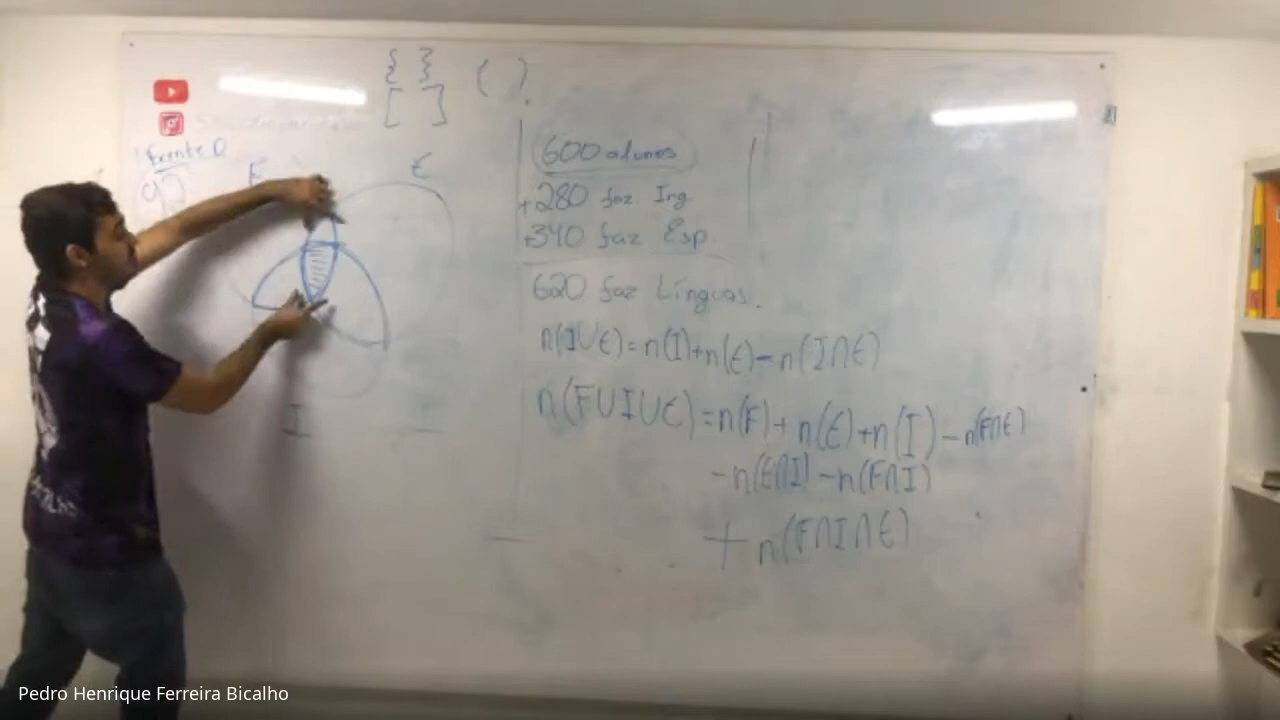 { } ( )
[ ]
frente D
F E
I
600 alunos
+280 faz Ing
+340 faz Esp
620 faz Línguas.
n(I∪E)=n(I)+n(E)-n(I∩E)
n(F∪I∪E)=n(F)+n(E)+n(I)-n(F∩E)
-n(E∩I)-n(F∩I)
+n(F∩I∩E)
Pedro Henrique Ferreira Bicalho